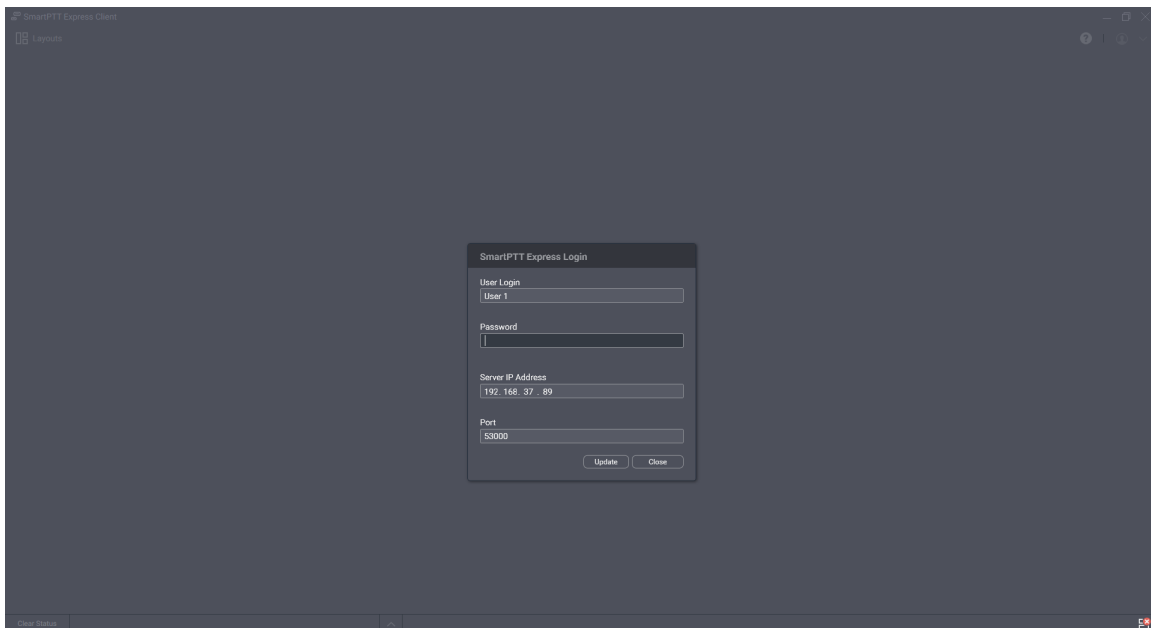 SmartPTT Express Client
Layouts
SmartPTT Express Login
User Login
User 1
Password
Server IP Address
192. 168. 37 . 89
Port
53000
Update Close
Clear Status